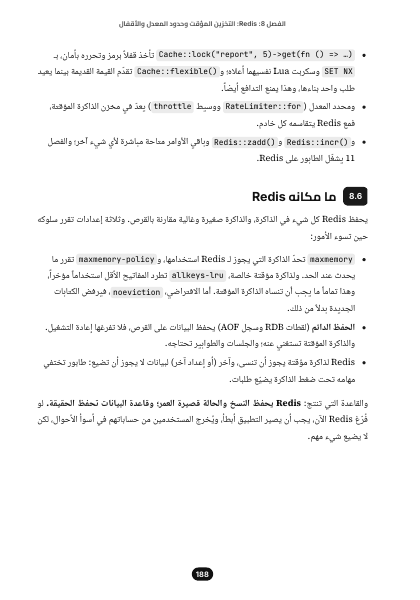 الفصل 8: Redis: التخزين المؤقت وحدود المعدل والأقفال
• Cache::lock("report", 5)->get(fn () => …) تأخذ قفلاً برمز وتحرره بأمان، بـ
SET NX وسكربت Lua نفسيهما أعلاه؛ و Cache::flexible() تقدّم القيمة القديمة بينما يعيد
طلب واحد بناءها، وهذا يمنع التدافع أيضاً.
• ومحدد المعدل ( RateLimiter::for ووسيط throttle ) يعدّ في مخزن الذاكرة المؤقتة،
فمع Redis يتقاسمه كل خادم.
• و Redis::incr() و Redis::zadd() وباقي الأوامر متاحة مباشرة لأي شيء آخر؛ والفصل
11 يشغّل الطابور على Redis.
8.6 ما مكانه Redis
يحفظ Redis كل شيء في الذاكرة، والذاكرة صغيرة وغالية مقارنة بالقرص. وثلاثة إعدادات تقرر سلوكه
حين تسوء الأمور:
• maxmemory تحدّ الذاكرة التي يجوز لـ Redis استخدامها، و maxmemory-policy تقرر ما
يحدث عند الحد. ولذاكرة مؤقتة خالصة، allkeys-lru تطرد المفاتيح الأقل استخداماً مؤخراً،
وهذا تماماً ما يجب أن تنساه الذاكرة المؤقتة. أما الافتراضي، noeviction ، فيرفض الكتابات
الجديدة بدلاً من ذلك.
• الحفظ الدائم (لقطات RDB وسجل AOF) يحفظ البيانات على القرص، فلا تفرغها إعادة التشغيل.
والذاكرة المؤقتة تستغني عنه؛ والجلسات والطوابير تحتاجه.
• Redis لذاكرة مؤقتة يجوز أن تنسى، وآخر (أو إعداد آخر) لبيانات لا يجوز أن تضيع: طابور تختفي
مهامه تحت ضغط الذاكرة يضيّع طلبات.
والقاعدة التي تنتج: Redis يحفظ النسخ والحالة قصيرة العمر؛ وقاعدة البيانات تحفظ الحقيقة. لو
فُرّغ Redis الآن، يجب أن يصير التطبيق أبطأ، ويُخرج المستخدمين من حساباتهم في أسوأ الأحوال، لكن
لا يضيع شيء مهم.
188